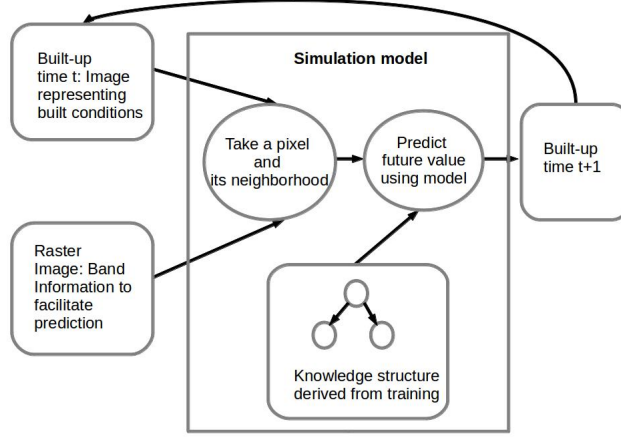 Built-up
time t: Image
representing
built conditions
Simulation model
Take a pixel
and
its neighborhood
Predict
future value
using model
Built-up
time t+1
Raster
Image: Band
Information to
facilitate
prediction
Knowledge structure
derived from training